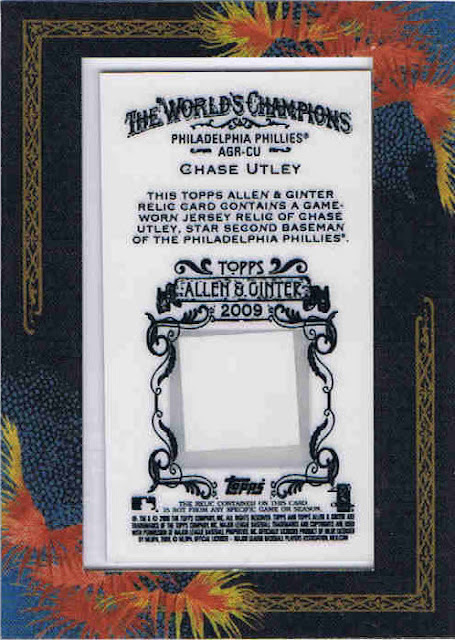 THE WORLD'S CHAMPIONS
PHILADELPHIA PHILLIES®
AGR-CU
CHASE UTLEY
THIS TOPPS ALLEN & GINTER
RELIC CARD CONTAINS A GAME-
WORN JERSEY RELIC OF CHASE
UTLEY, STAR SECOND BASEMAN
OF THE PHILADELPHIA PHILLIES®.
TOPPS
ALLEN & GINTER
2009
Topps
THE RELIC CONTAINED ON THIS CARD
IS NOT FROM ANY SPECIFIC GAME OR SEASON.